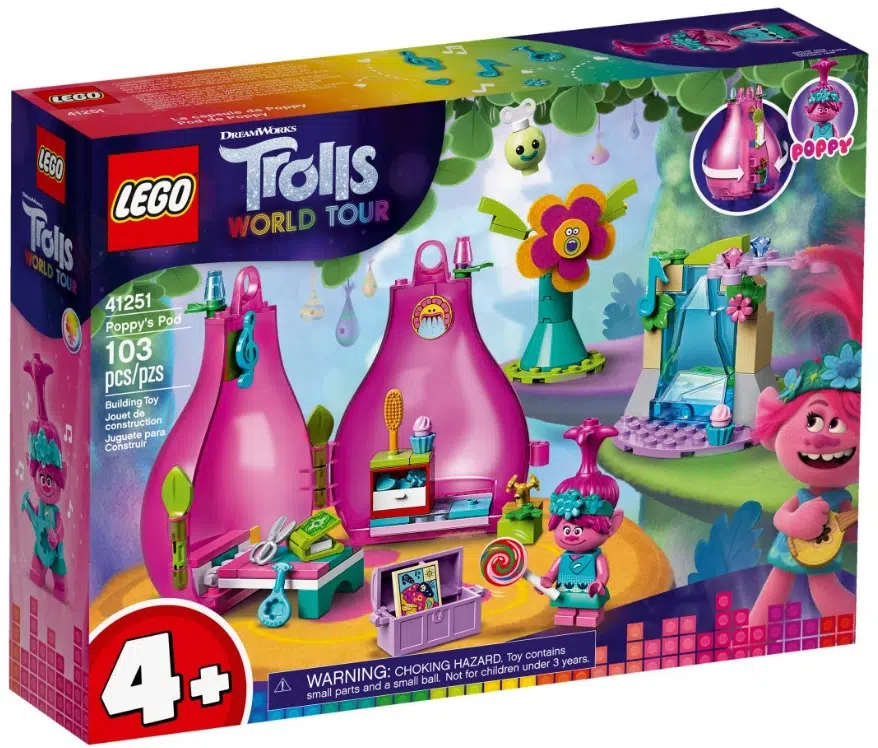 LEGO
41251
La Capsule de Poppy
Pod de Poppy
LEGO
DREAMWORKS
Trolls
WORLD TOUR
LEGO
DREAMWORKS
Trolls
WORLD TOUR
POPPY
41251
Poppy's Pod
103
pcs/pzs
Building Toy
Jouet de
construction
Juguete para
Construir
4+
WARNING: CHOKING HAZARD. Toy contains
small parts and a small ball. Not for children under 3 years.